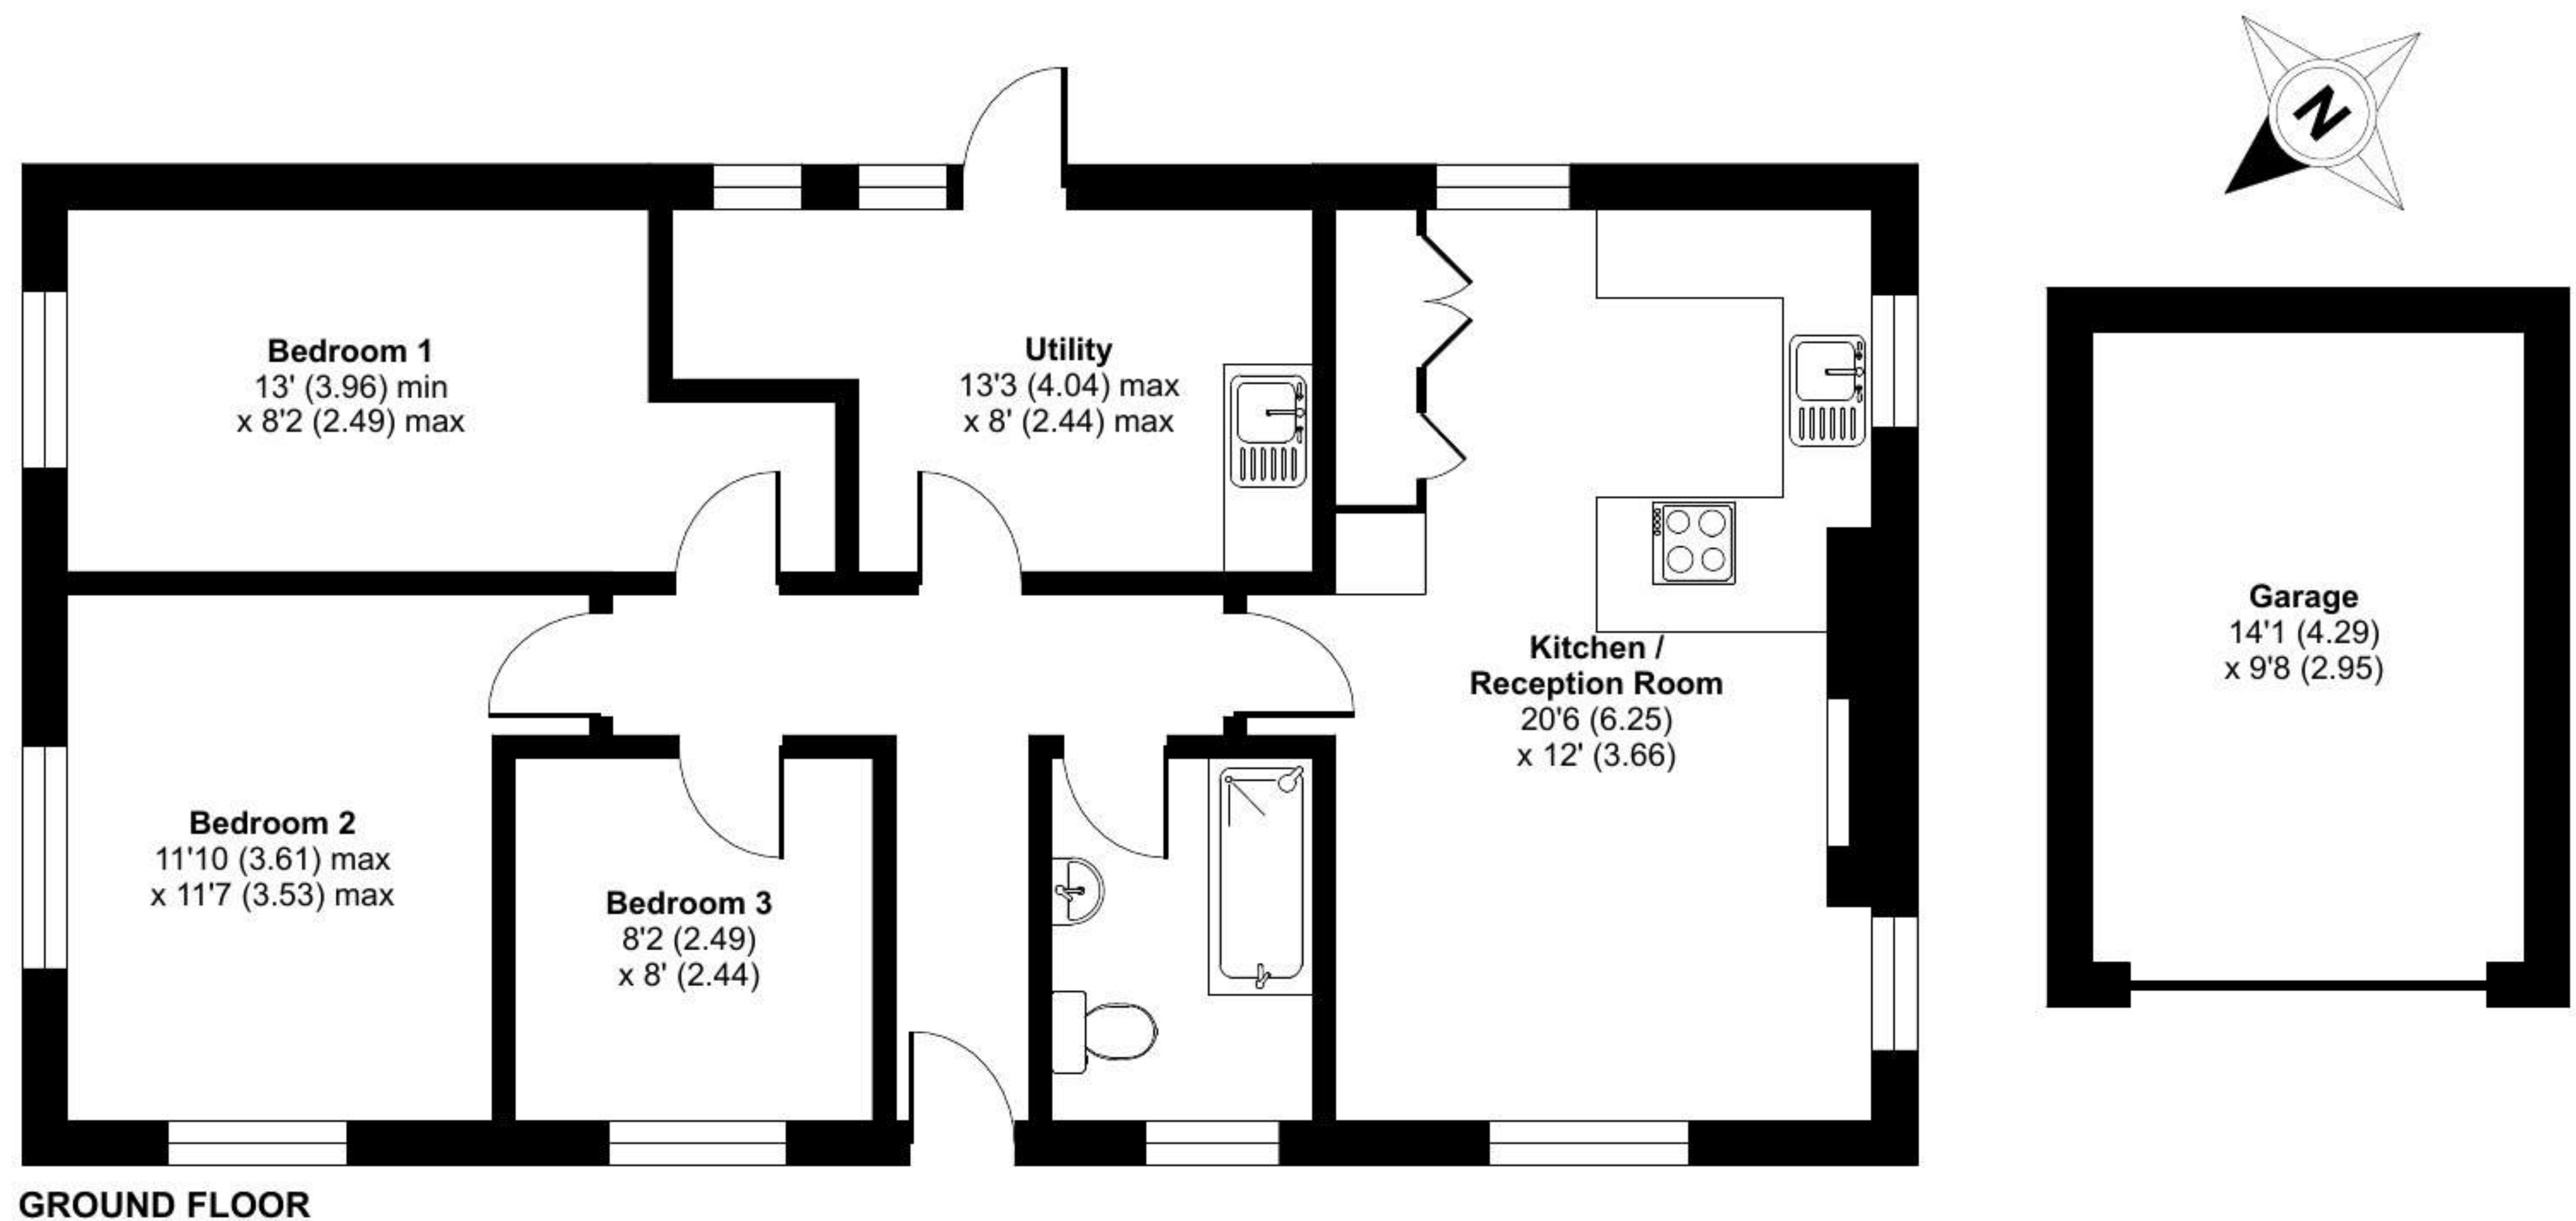 N
Bedroom 1
13' (3.96) min
x 8'2 (2.49) max
Utility
13'3 (4.04) max
x 8' (2.44) max
Kitchen /
Reception Room
20'6 (6.25)
x 12' (3.66)
Garage
14'1 (4.29)
x 9'8 (2.95)
Bedroom 2
11'10 (3.61) max
x 11'7 (3.53) max
Bedroom 3
8'2 (2.49)
x 8' (2.44)
GROUND FLOOR